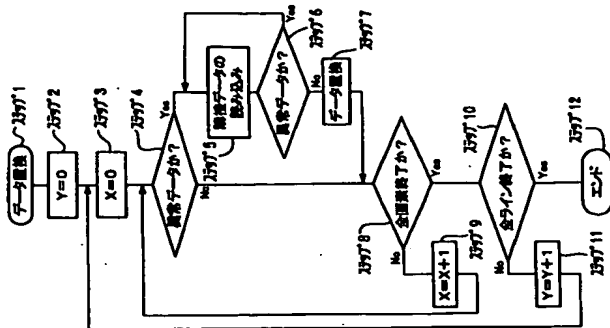 データ置換
ステップ1
Y=0
ステップ2
X=0
ステップ3
異常データか?
ステップ4
Yes
No
隣接データの
読み込み
ステップ5
異常データか?
ステップ6
Yes
No
データ置換
ステップ7
全画素終了か?
ステップ8
No
Yes
X=X+1
ステップ9
全ライン終了か?
ステップ10
No
Yes
Y=Y+1
ステップ11
エンド
ステップ12